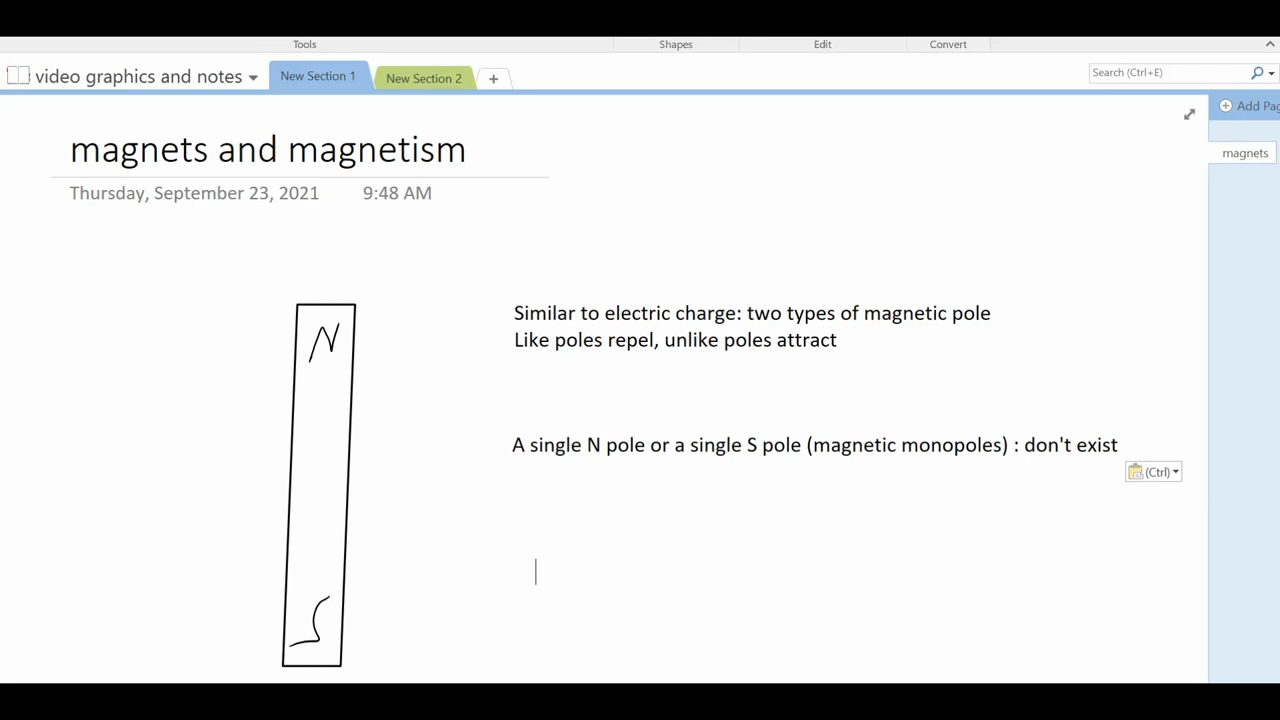 Tools Shapes Edit Convert
video graphics and notes New Section 1 New Section 2 + Search (Ctrl+E)
Add Pag
magnets and magnetism
magnets
Thursday, September 23, 2021 9:48 AM
N
Similar to electric charge: two types of magnetic pole
Like poles repel, unlike poles attract
A single N pole or a single S pole (magnetic monopoles) : don't exist
(Ctrl)
S